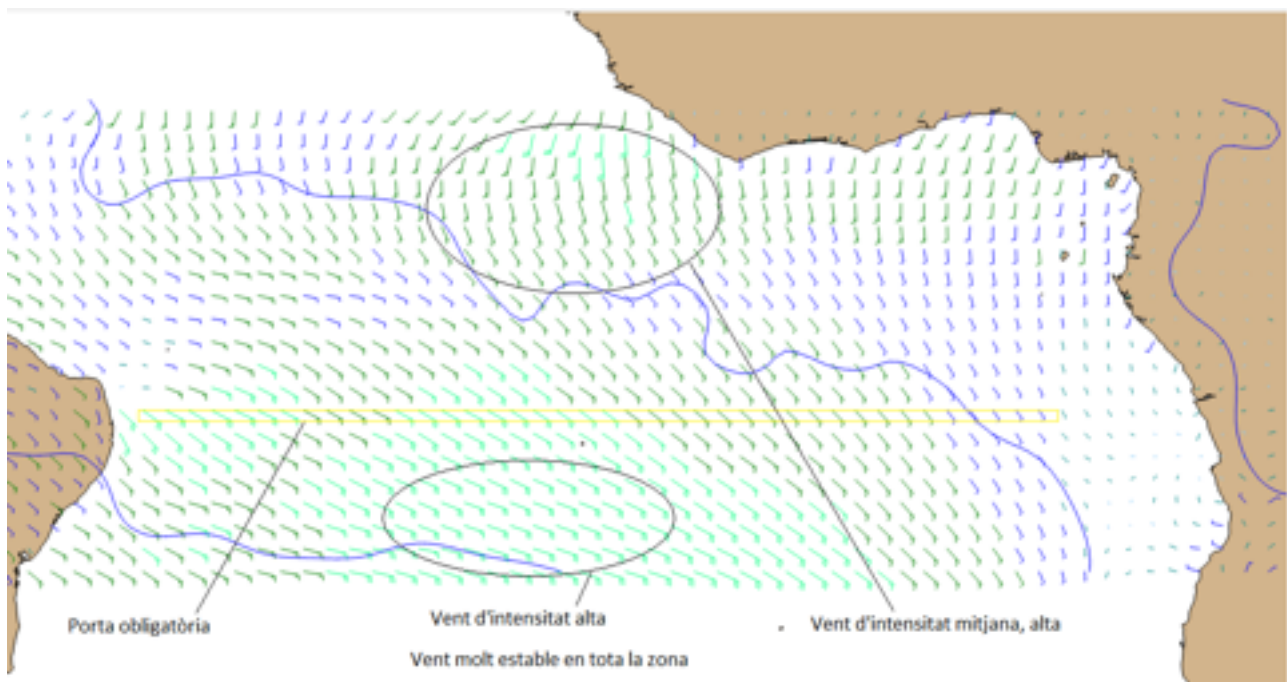 Porta obligatòria
Vent d'intensitat alta
Vent d'intensitat mitjana, alta
Vent molt estable en tota la zona